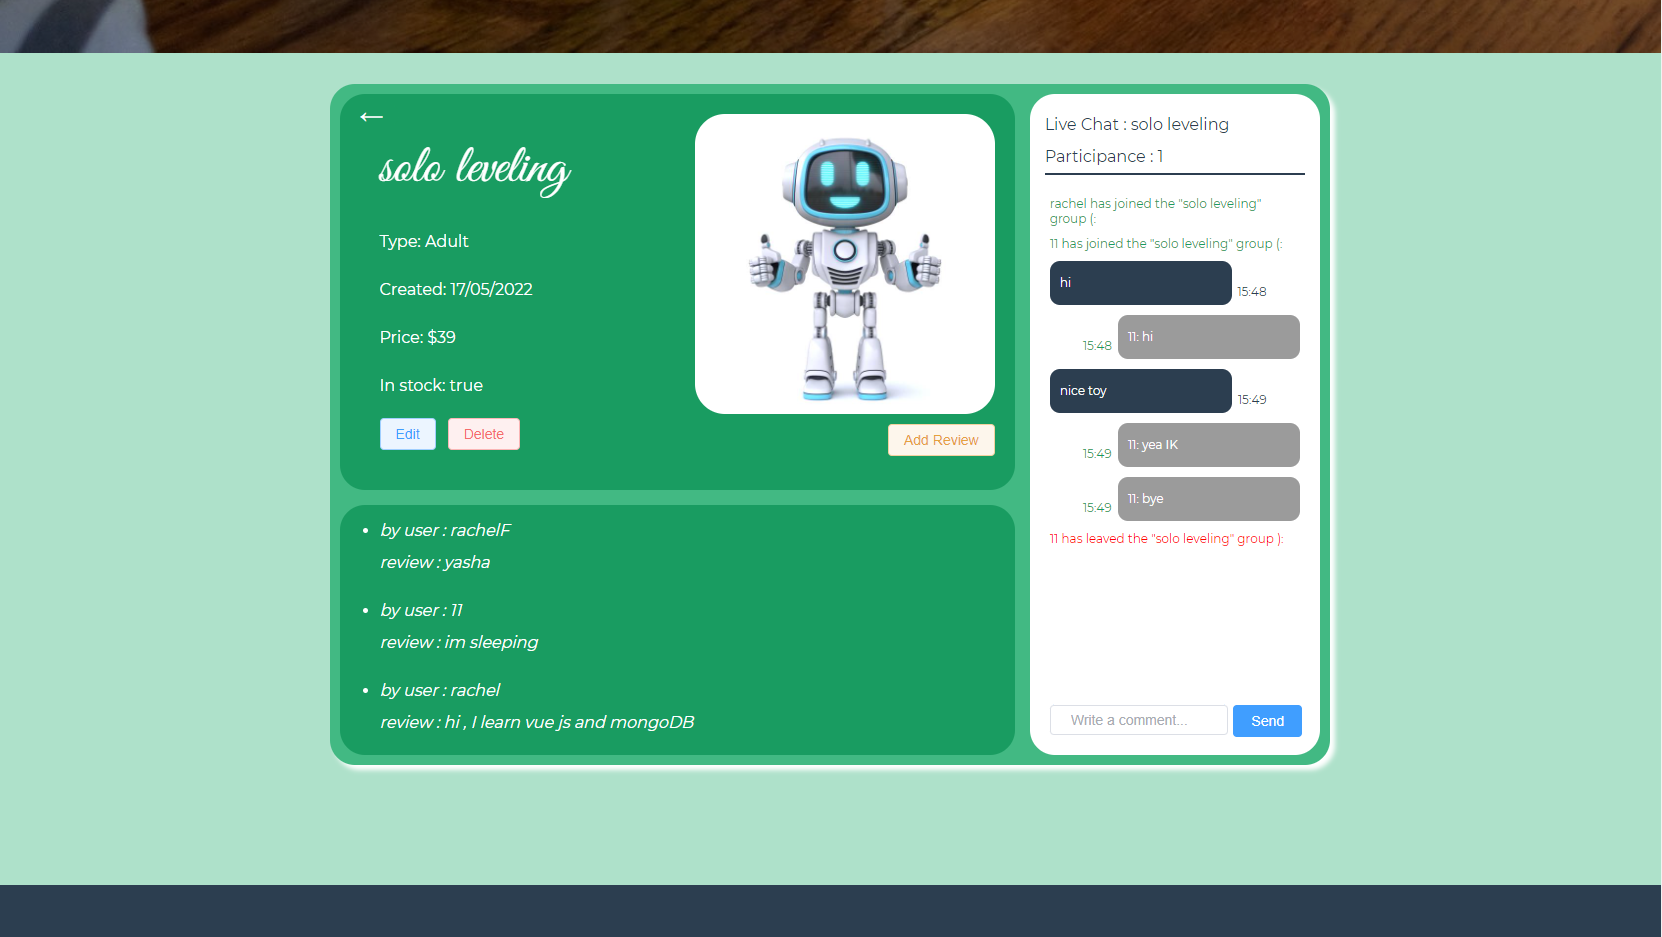 ←
solo leveling
Type: Adult
Created: 17/05/2022
Price: $39
In stock: true
Edit
Delete
Add Review
by user : rachelF
review : yasha
by user : 11
review : im sleeping
by user : rachel
review : hi , I learn vue js and mongoDB
Live Chat : solo leveling
Participance : 1
rachel has joined the "solo leveling"
group (:
11 has joined the "solo leveling" group (:
hi
15:48
11: hi
15:48
nice toy
15:49
11: yea IK
15:49
11: bye
15:49
11 has leaved the "solo leveling" group ):
Write a comment...
Send